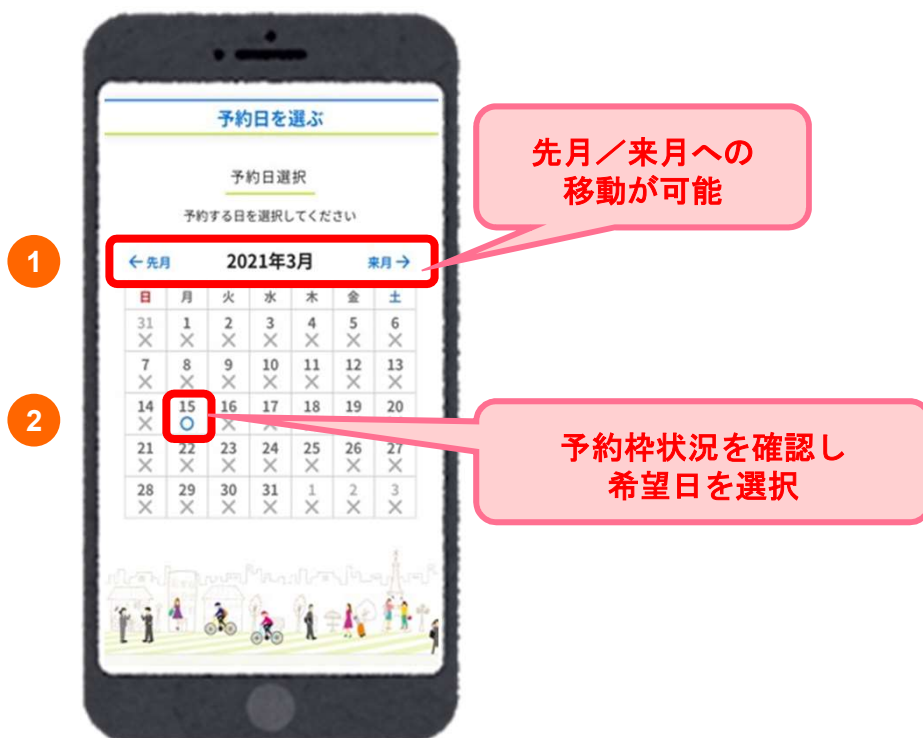 予約日を選ぶ
予約日選択
予約する日を選択してください
先月／来月への
移動が可能
1
←先月 2021年3月 来月→
日 月 火 水 木 金 土
31 1 2 3 4 5 6
× × × × × × ×
7 8 9 10 11 12 13
× × × × × × ×
14 15 16 17 18 19 20
× ○ × ×
2
予約枠状況を確認し
希望日を選択
21 22 23 24 25 26 27
× × × × × × ×
28 29 30 31 1 2 3
× × × × × × ×